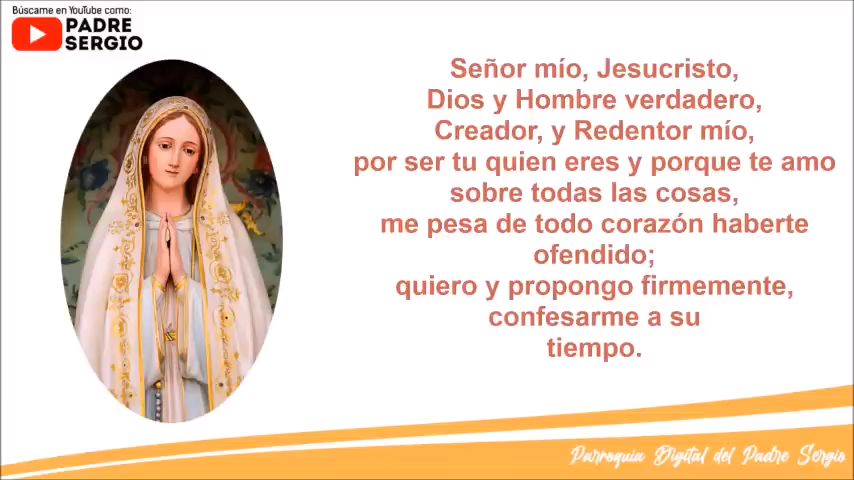 Búscame en YouTube como:
PADRE
SERGIO
Señor mío, Jesucristo,
Dios y Hombre verdadero,
Creador, y Redentor mío,
por ser tu quien eres y porque te amo
sobre todas las cosas,
me pesa de todo corazón haberte
ofendido;
quiero y propongo firmemente,
confesarme a su
tiempo.
Parroquia Digital del Padre Sergio